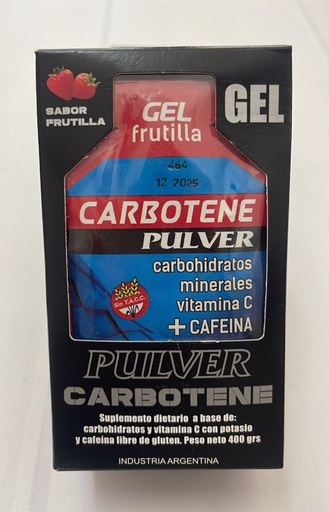 SABOR
FRUTILLA
GEL
GEL
frutilla
464
12 2025
CARBOTENE
PULVER
carbohidratos
minerales
vitamina C
+ CAFEINA
Sin T.A.C.C.
PULVER
CARBOTENE
Suplemento dietario a base de:
carbohidratos y vitamina C con potasio
y cafeína libre de gluten. Peso neto 400 grs
INDUSTRIA ARGENTINA